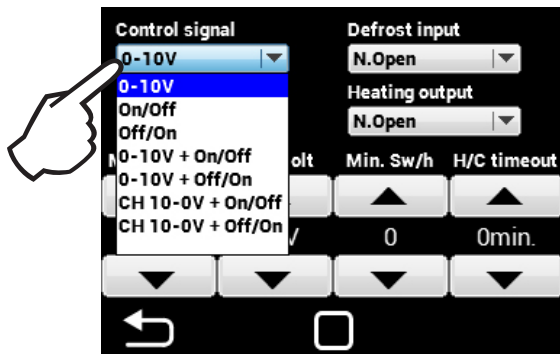 Control signal
Defrost input
0-10V
N.Open
0-10V
On/Off
Off/On
0-10V + On/Off
0-10V + Off/On
CH 10-0V + On/Off
CH 10-0V + Off/On
Heating output
N.Open
Min. Sw/h
H/C timeout
0
0min.